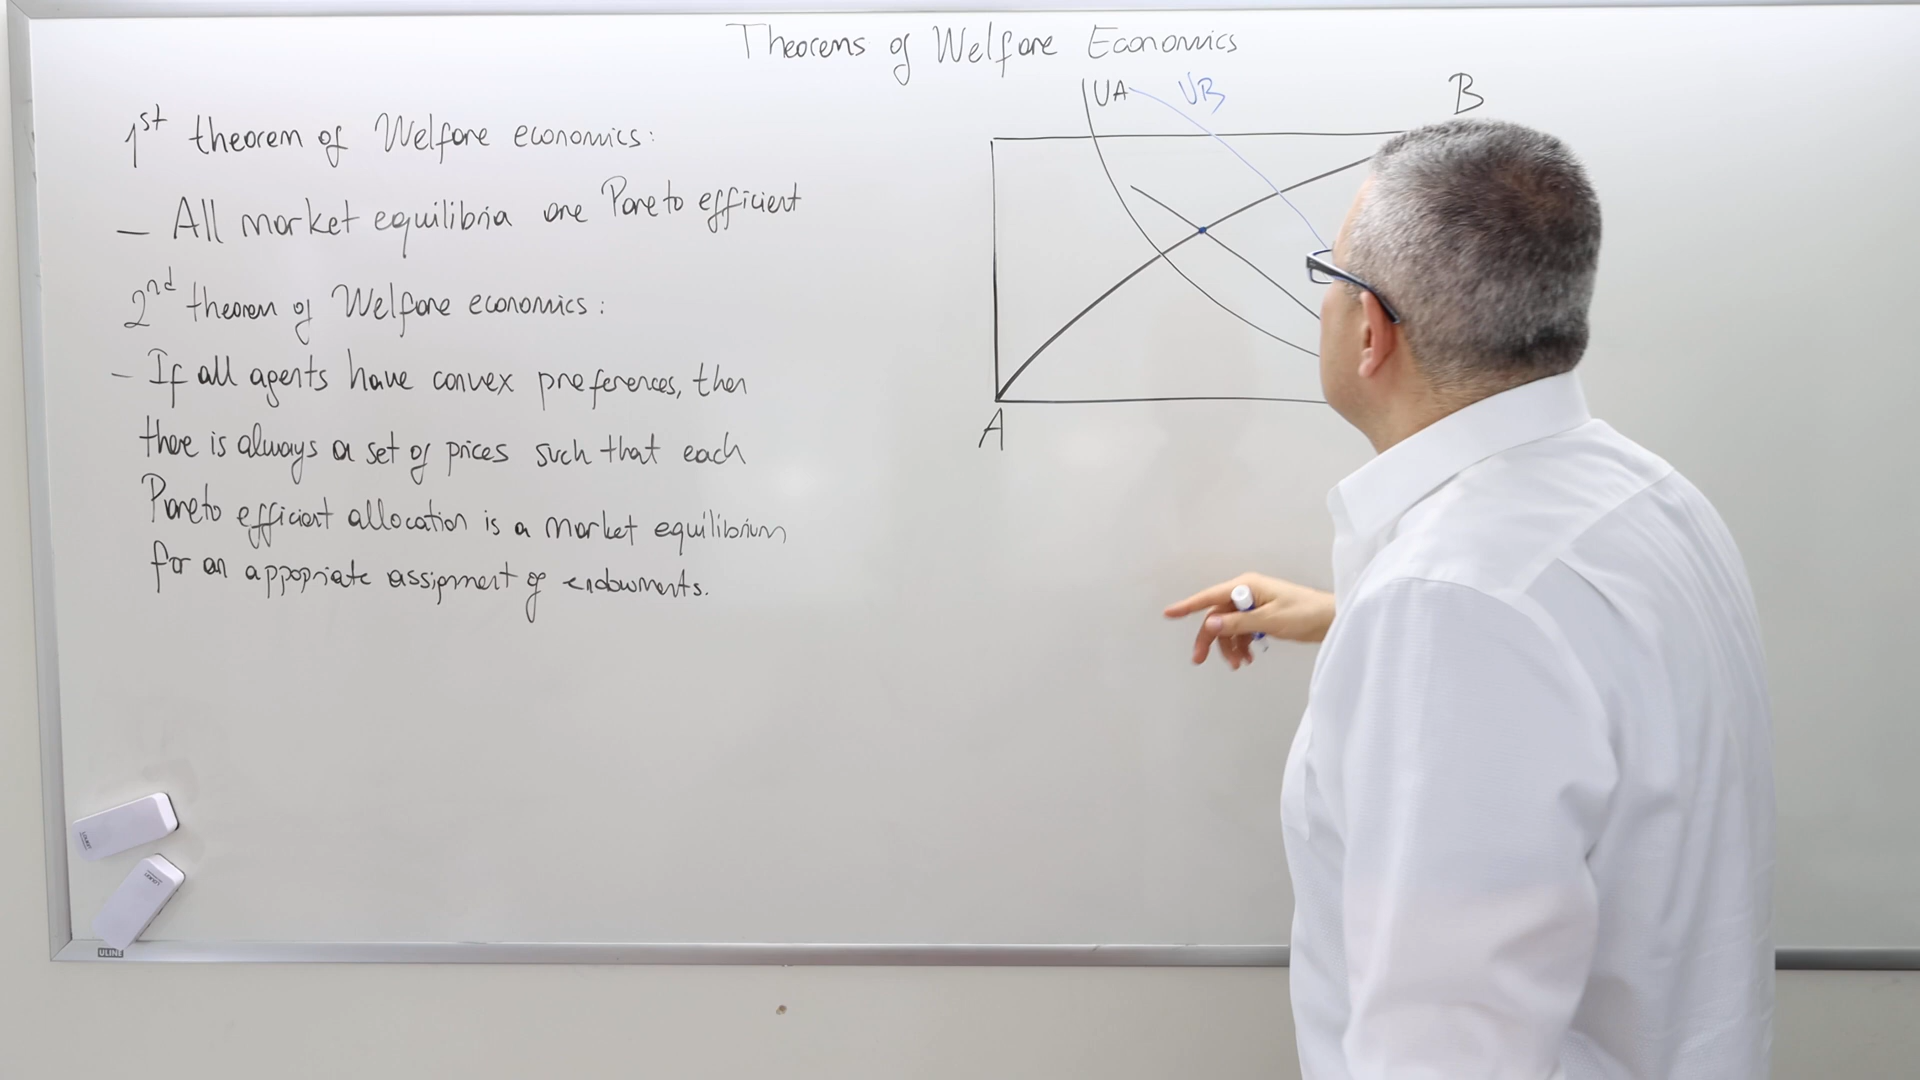 Theorems of Welfare Economics
1st theorem of Welfare economics:
- All market equilibria are Pareto efficient
2nd theorem of Welfare economics:
- If all agents have convex preferences, then
there is always a set of prices such that each
Pareto efficient allocation is a market equilibrium
for an appopriate assignment of endowments.
UA UB B
A
ULINE